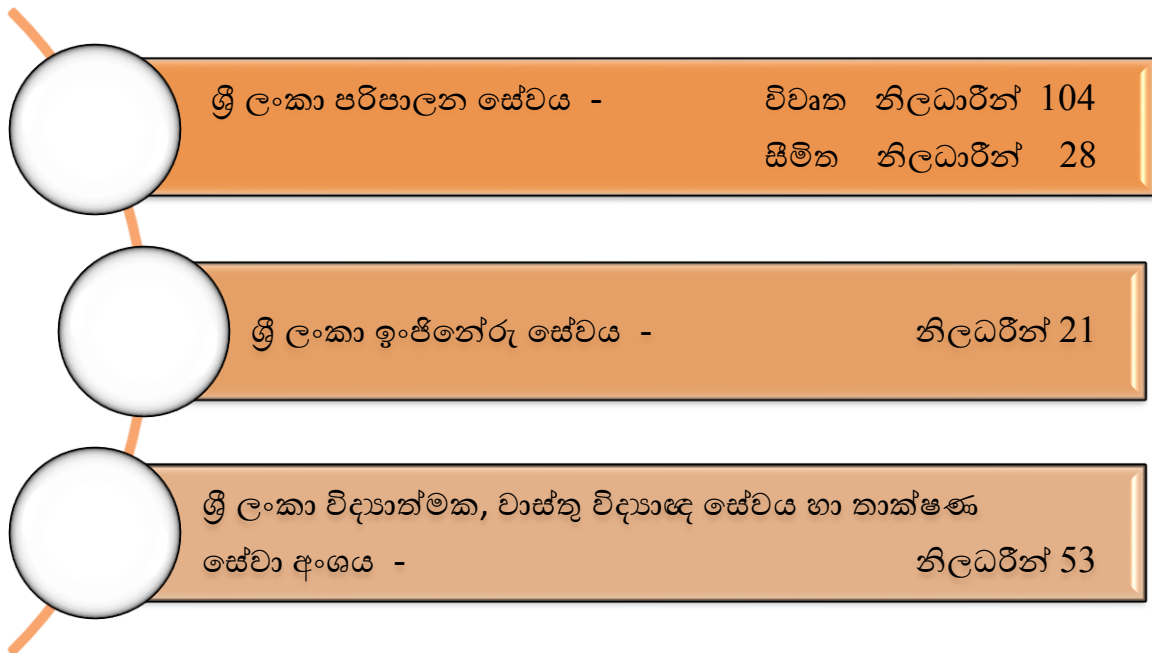 ශ්‍රී ලංකා පරිපාලන සේවය - විවෘත නිලධාරීන් 104
සීමිත නිලධාරීන් 28
ශ්‍රී ලංකා ඉංජිනේරු සේවය - නිලධරීන් 21
ශ්‍රී ලංකා විද්‍යාත්මක, වාස්තු විද්‍යාඥ සේවය හා තාක්ෂණ
සේවා අංශය - නිලධරීන් 53